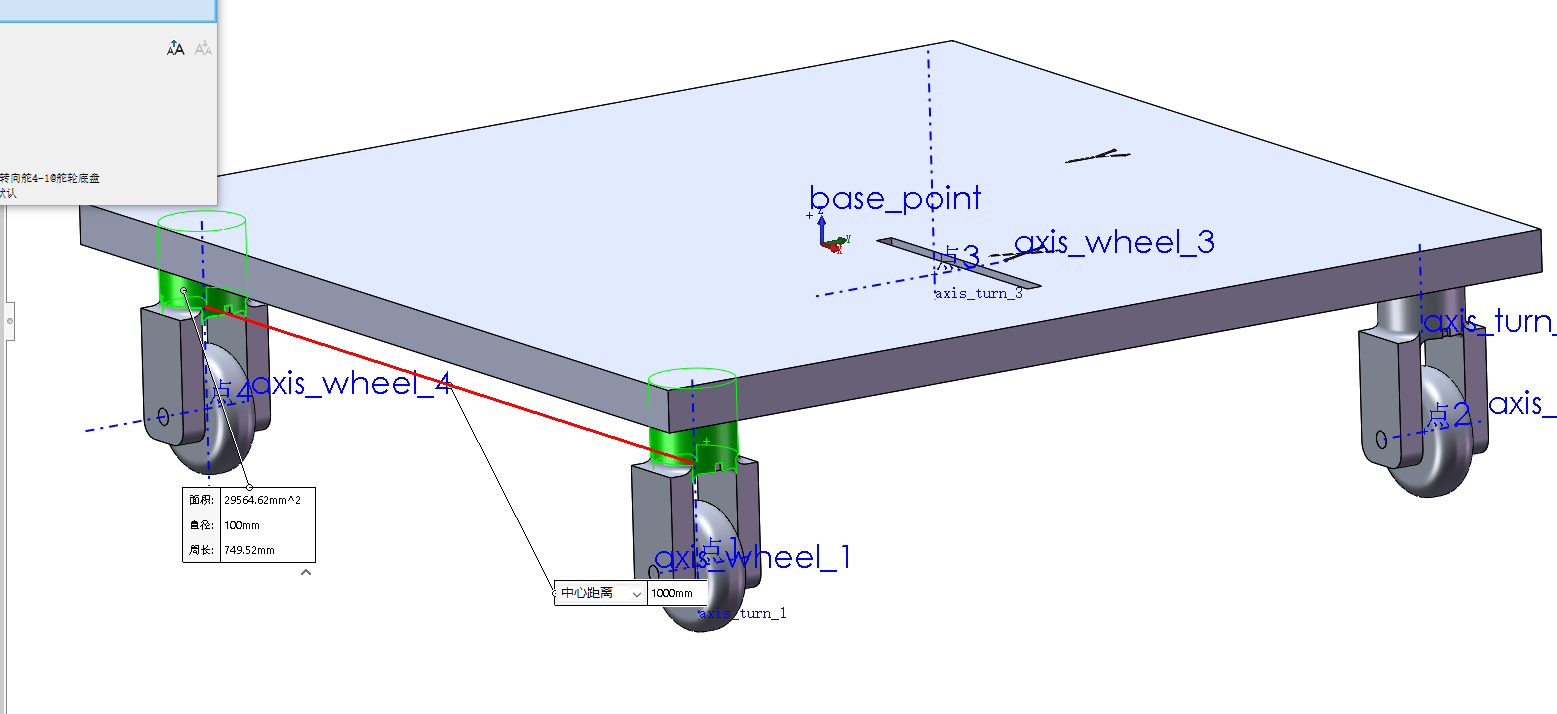 AA AA
转向舵4-1@舵轮底盘
默认
base_point
Z
Y
X
axis_wheel_3
点3
axis_turn_3
axis_turn_
axis_wheel_4
点4
axis_
点2
面积: 29564.62mm^2
直径: 100mm
周长: 749.52mm
axis_wheel_1
点1
中心距离 1000mm
axis_turn_1